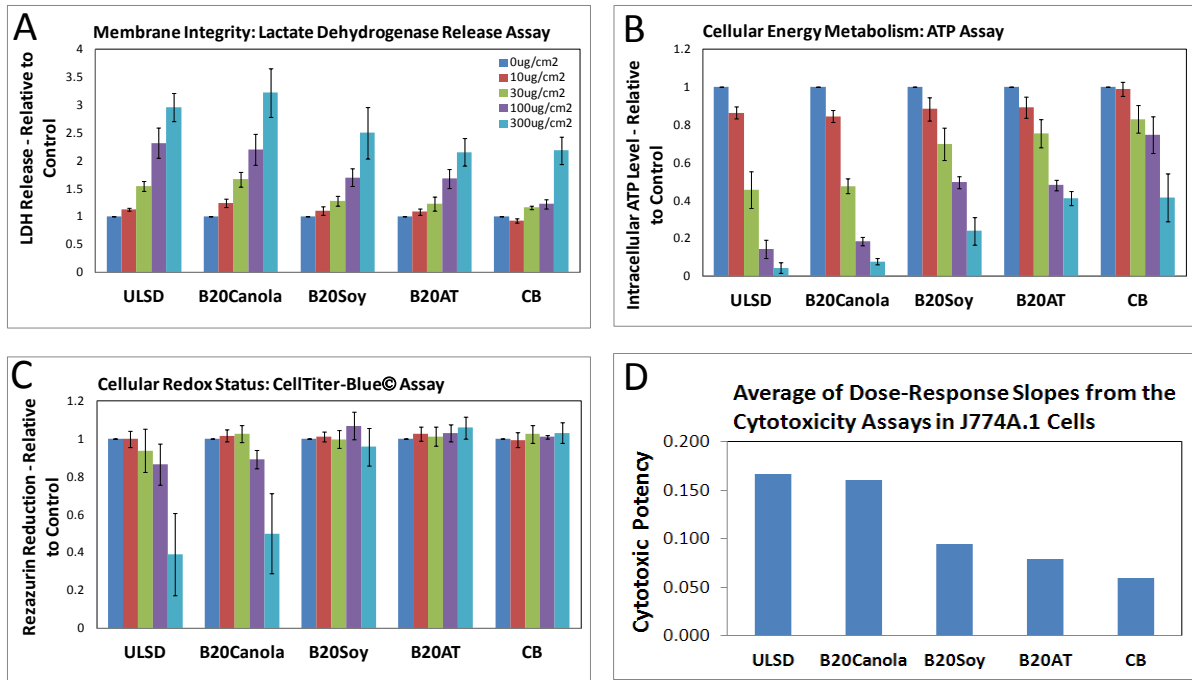 A
Membrane Integrity: Lactate Dehydrogenase Release Assay
LDH Release - Relative to
Control
4
3.5
3
2.5
2
1.5
1
0.5
0
0ug/cm2
10ug/cm2
30ug/cm2
100ug/cm2
300ug/cm2
ULSD B20Canola B20Soy B20AT CB
B
Cellular Energy Metabolism: ATP Assay
Intracellular ATP Level - Relative
to Control
1.2
1
0.8
0.6
0.4
0.2
0
ULSD B20Canola B20Soy B20AT CB
C
Cellular Redox Status: CellTiter-Blue© Assay
Rezazurin Reduction - Relative
to Control
1.2
1
0.8
0.6
0.4
0.2
0
ULSD B20Canola B20Soy B20AT CB
D
Average of Dose-Response Slopes from the
Cytotoxicity Assays in J774A.1 Cells
Cytotoxic Potency
0.200
0.150
0.100
0.050
0.000
ULSD B20Canola B20Soy B20AT CB